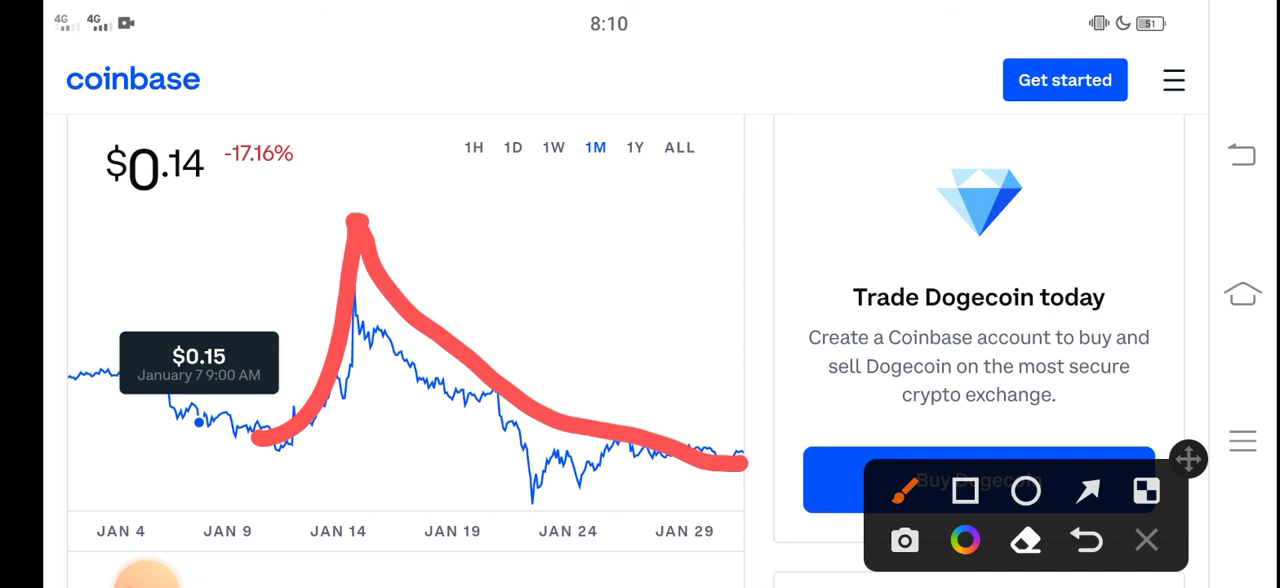 4G 4G 8:10 51
coinbase Get started
$0.14 -17.16% 1H 1D 1W 1M 1Y ALL
$0.15
January 7 9:00 AM
JAN 4 JAN 9 JAN 14 JAN 19 JAN 24 JAN 29
Trade Dogecoin today
Create a Coinbase account to buy and
sell Dogecoin on the most secure
crypto exchange.
Buy Dogecoin